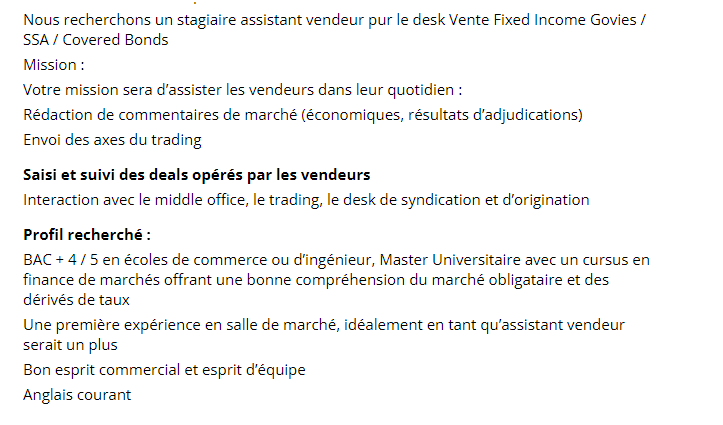 Nous recherchons un stagiaire assistant vendeur pur le desk Vente Fixed Income Govies /
SSA / Covered Bonds
Mission :
Votre mission sera d’assister les vendeurs dans leur quotidien :
Rédaction de commentaires de marché (économiques, résultats d’adjudications)
Envoi des axes du trading
Saisi et suivi des deals opérés par les vendeurs
Interaction avec le middle office, le trading, le desk de syndication et d’origination
Profil recherché :
BAC + 4 / 5 en écoles de commerce ou d’ingénieur, Master Universitaire avec un cursus en
finance de marchés offrant une bonne compréhension du marché obligataire et des
dérivés de taux
Une première expérience en salle de marché, idéalement en tant qu’assistant vendeur
serait un plus
Bon esprit commercial et esprit d’équipe
Anglais courant